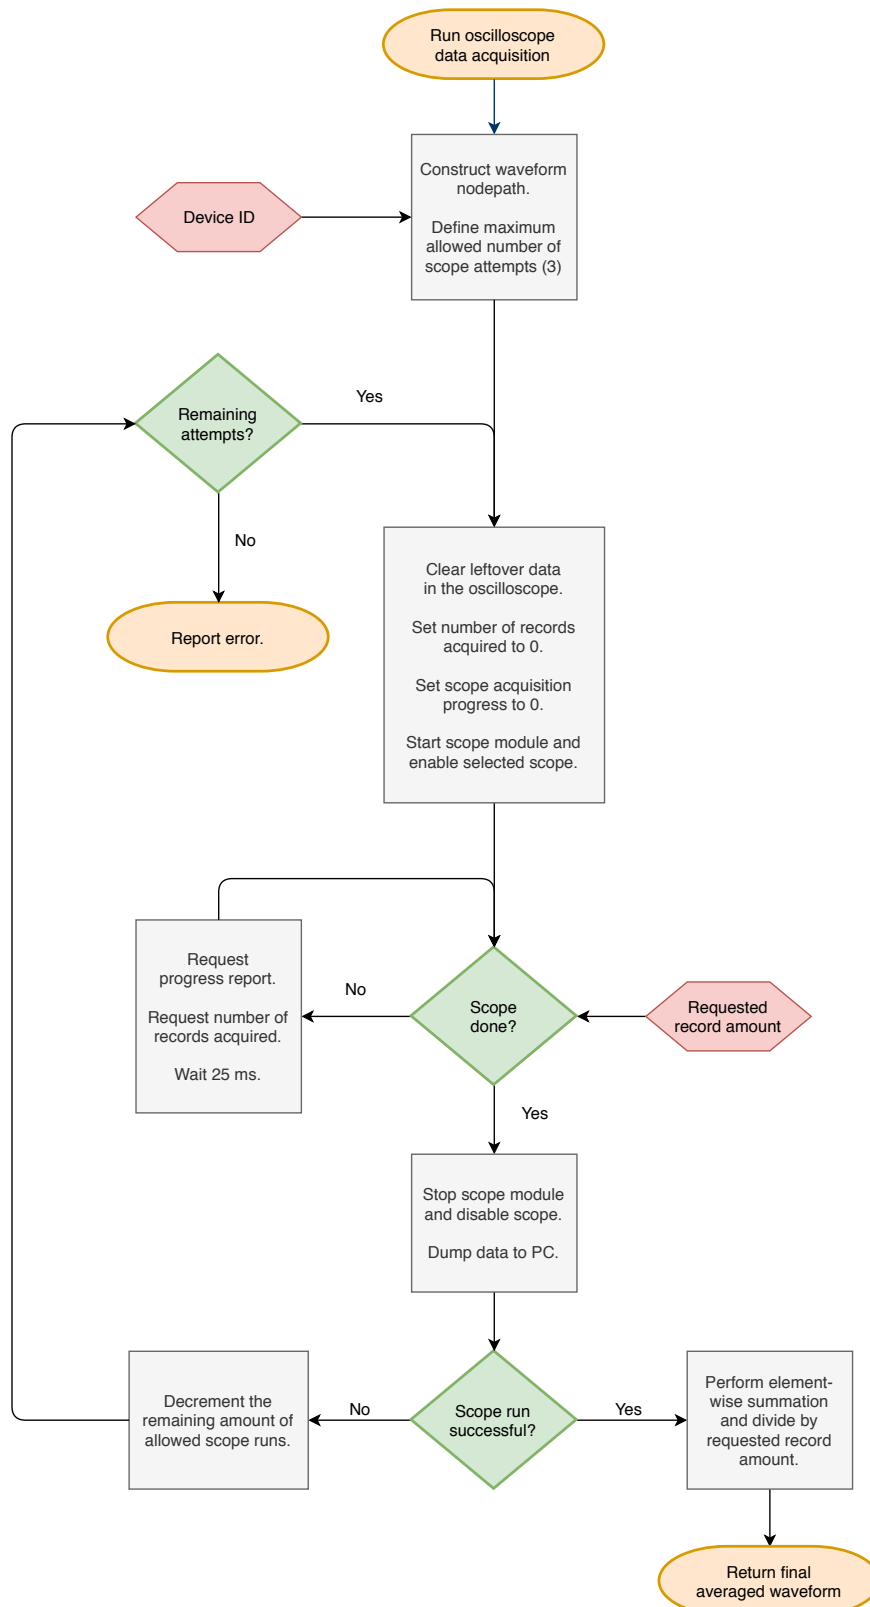 Run oscilloscope
data acquisition
Construct waveform
nodepath.
Define maximum
allowed number of
scope attempts (3)
Device ID
Remaining
attempts?
Yes
No
Report error.
Clear leftover data
in the oscilloscope.
Set number of records
acquired to 0.
Set scope acquisition
progress to 0.
Start scope module and
enable selected scope.
Request
progress report.
Request number of
records acquired.
Wait 25 ms.
No
Scope
done?
Requested
record amount
Yes
Stop scope module
and disable scope.
Dump data to PC.
Decrement the
remaining amount of
allowed scope runs.
No
Scope run
successful?
Yes
Perform element-
wise summation
and divide by
requested record
amount.
Return final
averaged waveform